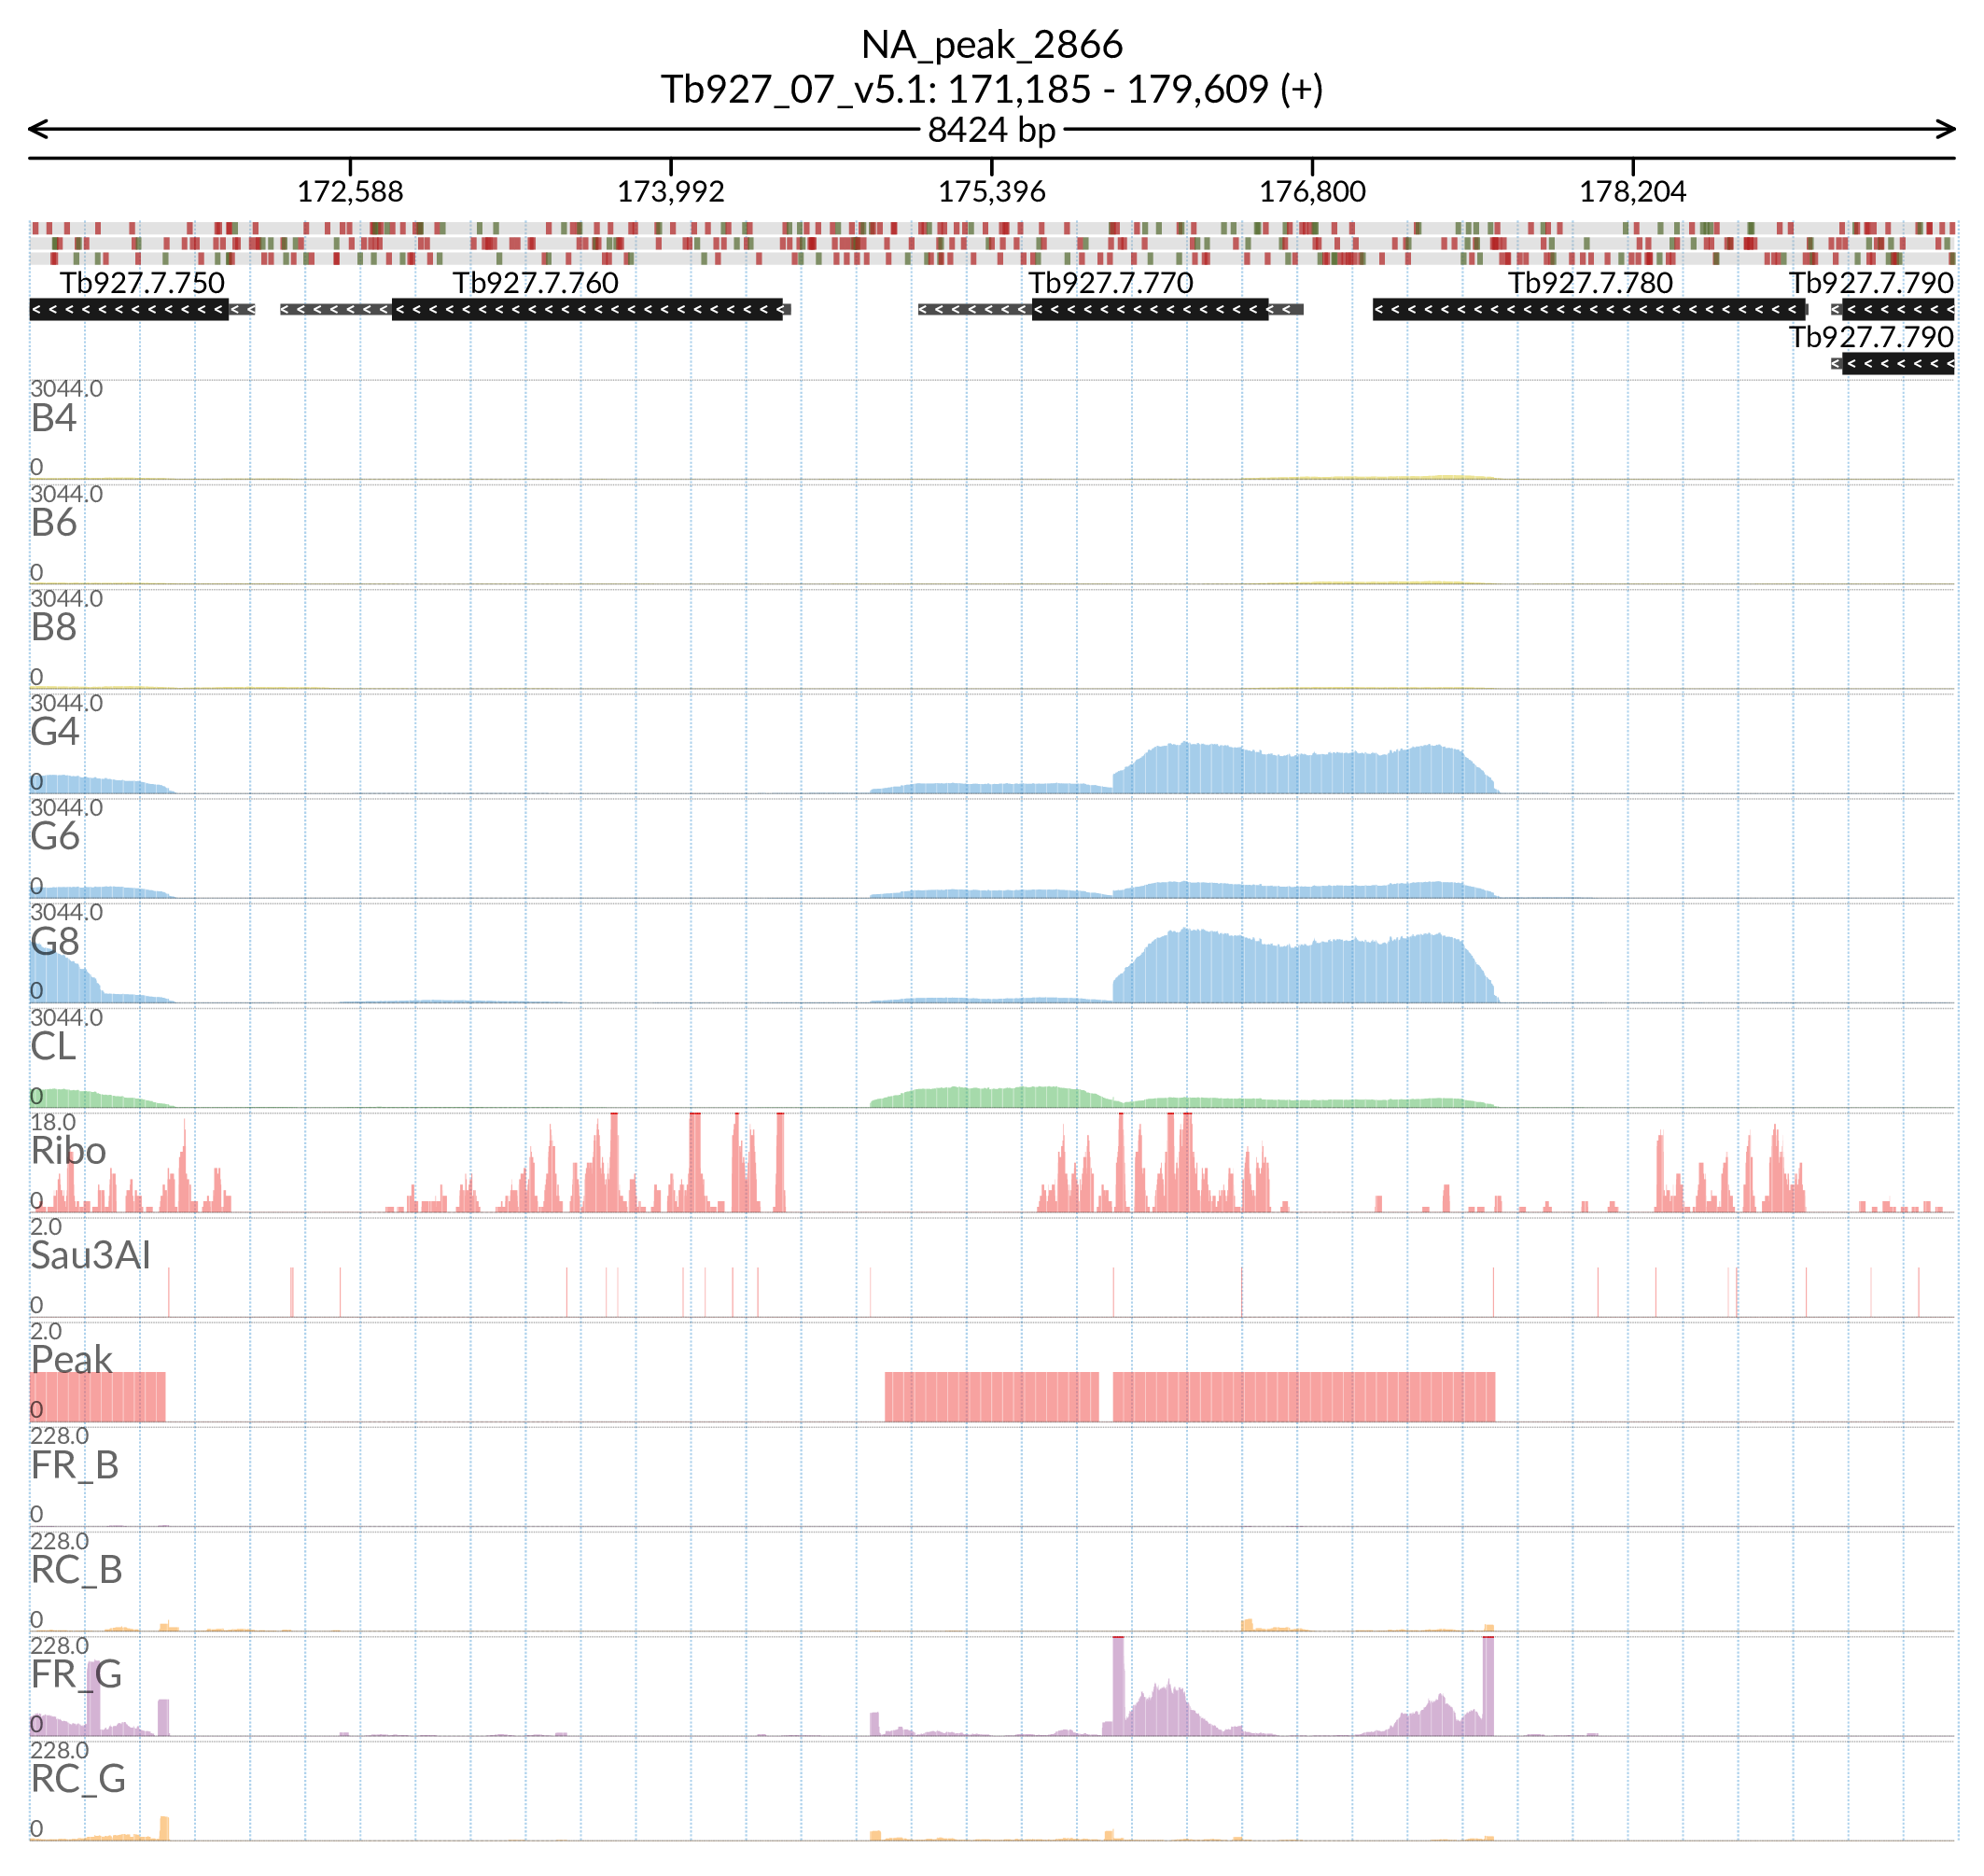 NA_peak_2866
Tb927_07_v5.1: 171,185 - 179,609 (+)
8424 bp
172,588 173,992 175,396 176,800 178,204
Tb927.7.750 Tb927.7.760 Tb927.7.770 Tb927.7.780 Tb927.7.790
Tb927.7.790
3044.0
B4
0
3044.0
B6
0
3044.0
B8
0
3044.0
G4
0
3044.0
G6
0
3044.0
G8
0
3044.0
CL
0
18.0
Ribo
0
2.0
Sau3AI
0
2.0
Peak
0
228.0
FR_B
0
228.0
RC_B
0
228.0
FR_G
0
228.0
RC_G
0